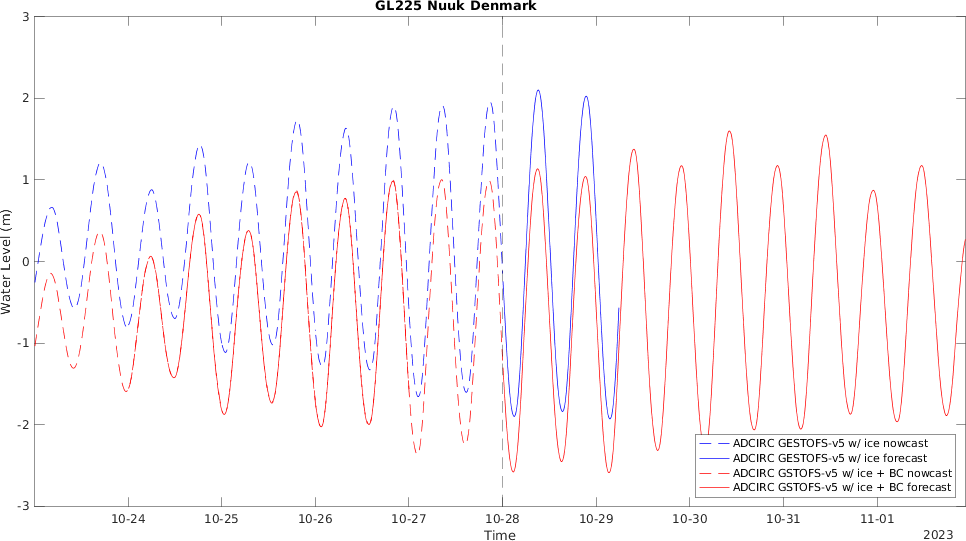 GL225 Nuuk Denmark
3
2
1
0
-1
-2
-3
Water Level (m)
10-24
10-25
10-26
10-27
10-28
10-29
10-30
10-31
11-01
Time
2023
ADCIRC GESTOFS-v5 w/ ice nowcast
ADCIRC GESTOFS-v5 w/ ice forecast
ADCIRC GSTOFS-v5 w/ ice + BC nowcast
ADCIRC GSTOFS-v5 w/ ice + BC forecast